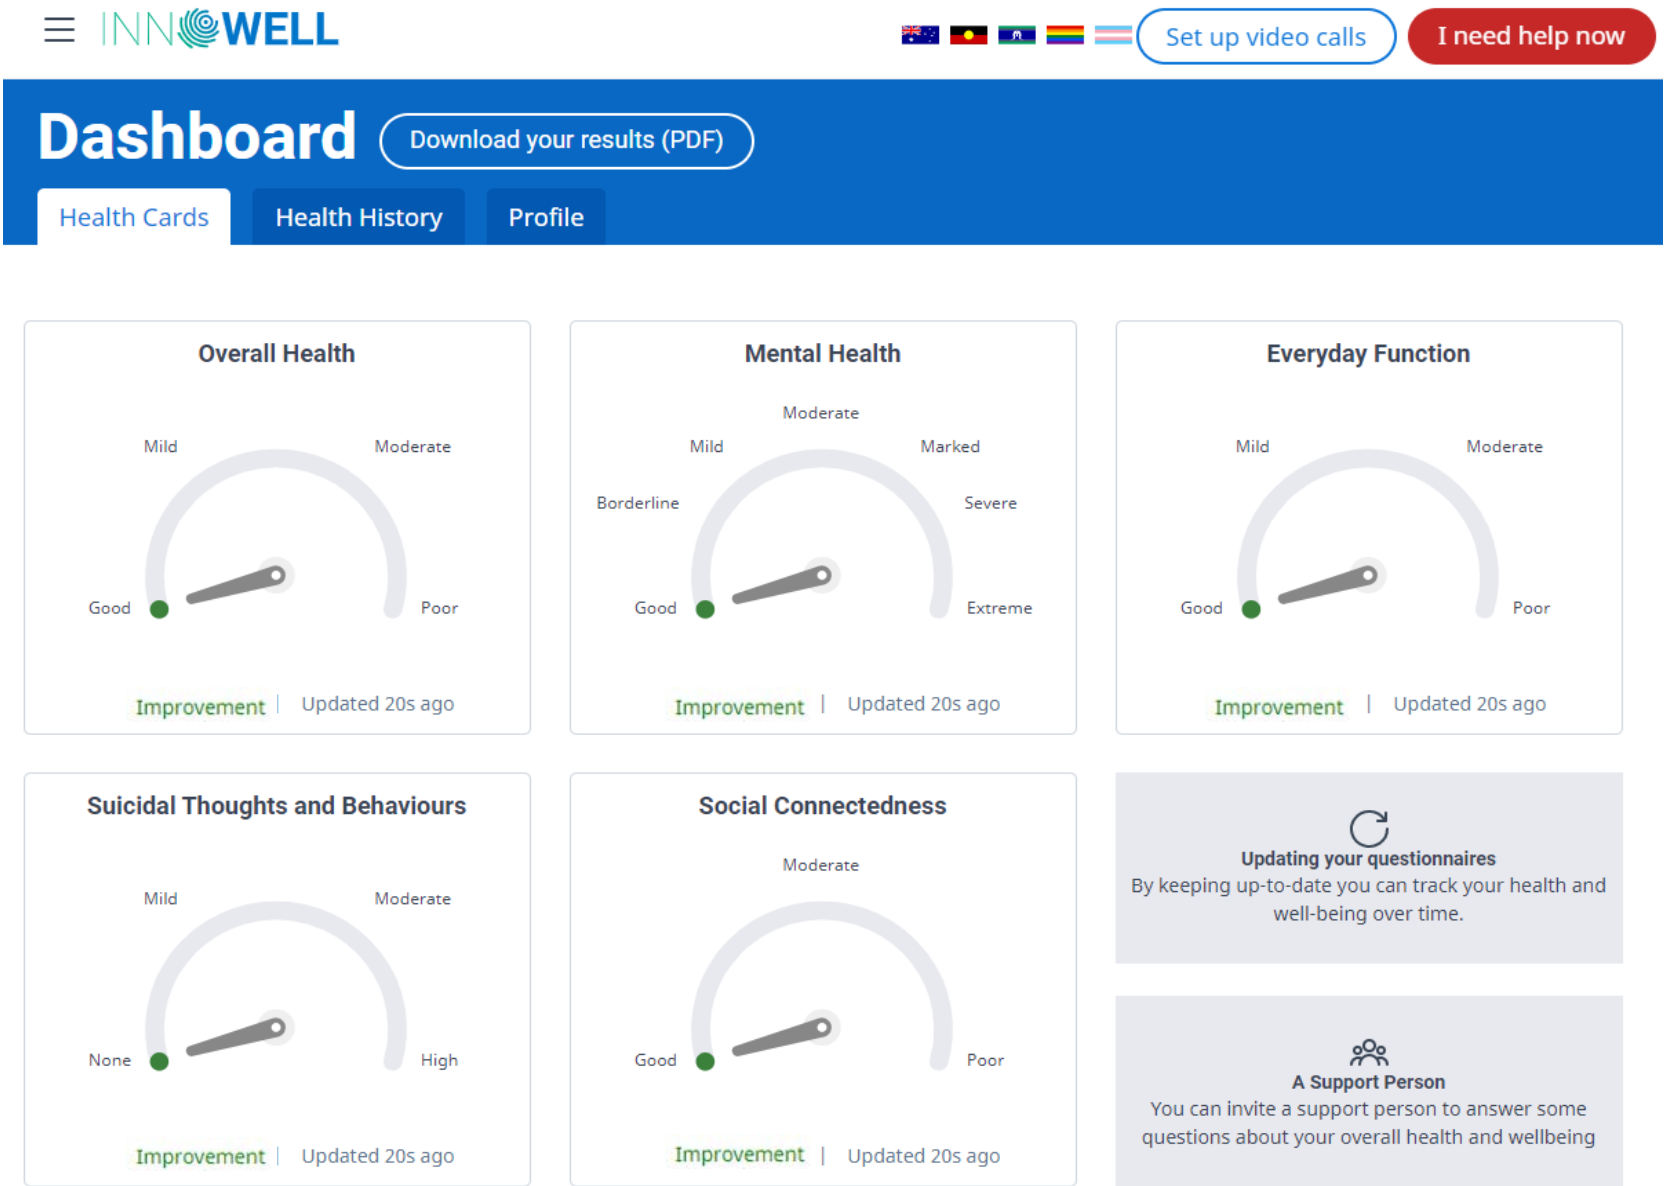 INNOWELL
Set up video calls
I need help now
Dashboard
Download your results (PDF)
Health Cards
Health History
Profile
Overall Health
Mild
Moderate
Good
Poor
Improvement | Updated 20s ago
Mental Health
Moderate
Mild
Marked
Borderline
Severe
Good
Extreme
Improvement | Updated 20s ago
Everyday Function
Mild
Moderate
Good
Poor
Improvement | Updated 20s ago
Suicidal Thoughts and Behaviours
Mild
Moderate
None
High
Improvement | Updated 20s ago
Social Connectedness
Moderate
Good
Poor
Improvement | Updated 20s ago
Updating your questionnaires
By keeping up-to-date you can track your health and
well-being over time.
A Support Person
You can invite a support person to answer some
questions about your overall health and wellbeing